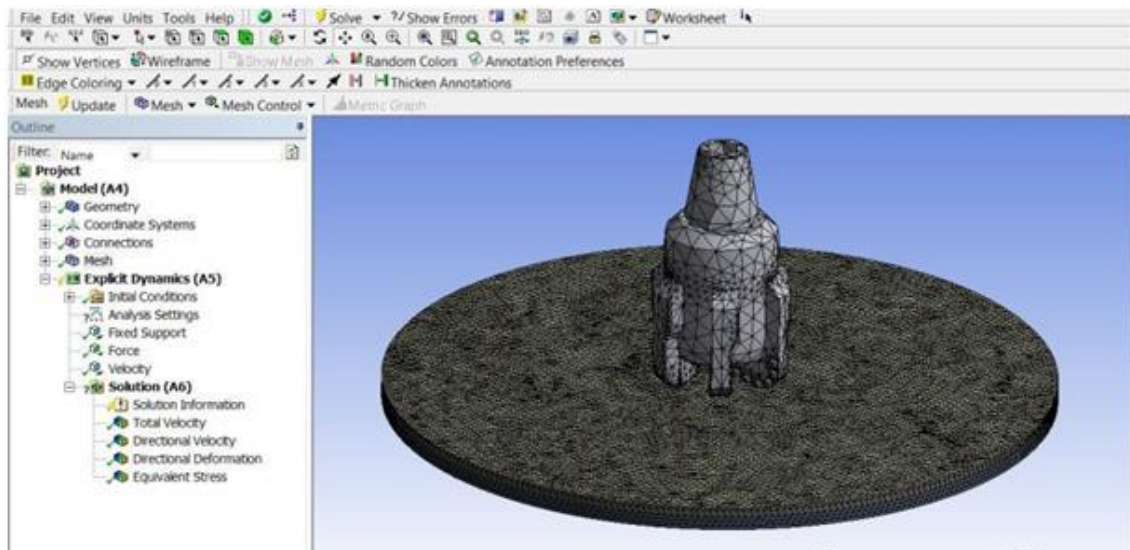 File Edit View Units Tools Help Solve ?/ Show Errors Worksheet
Show Vertices Wireframe Show Mesh Random Colors Annotation Preferences
Edge Coloring Thicken Annotations
Mesh Update Mesh Mesh Control Metric Graph
Outline
Filter: Name
Project
Model (A4)
Geometry
Coordinate Systems
Connections
Mesh
Explicit Dynamics (A5)
Initial Conditions
Analysis Settings
Fixed Support
Force
Velocity
Solution (A6)
Solution Information
Total Velocity
Directional Velocity
Directional Deformation
Equivalent Stress